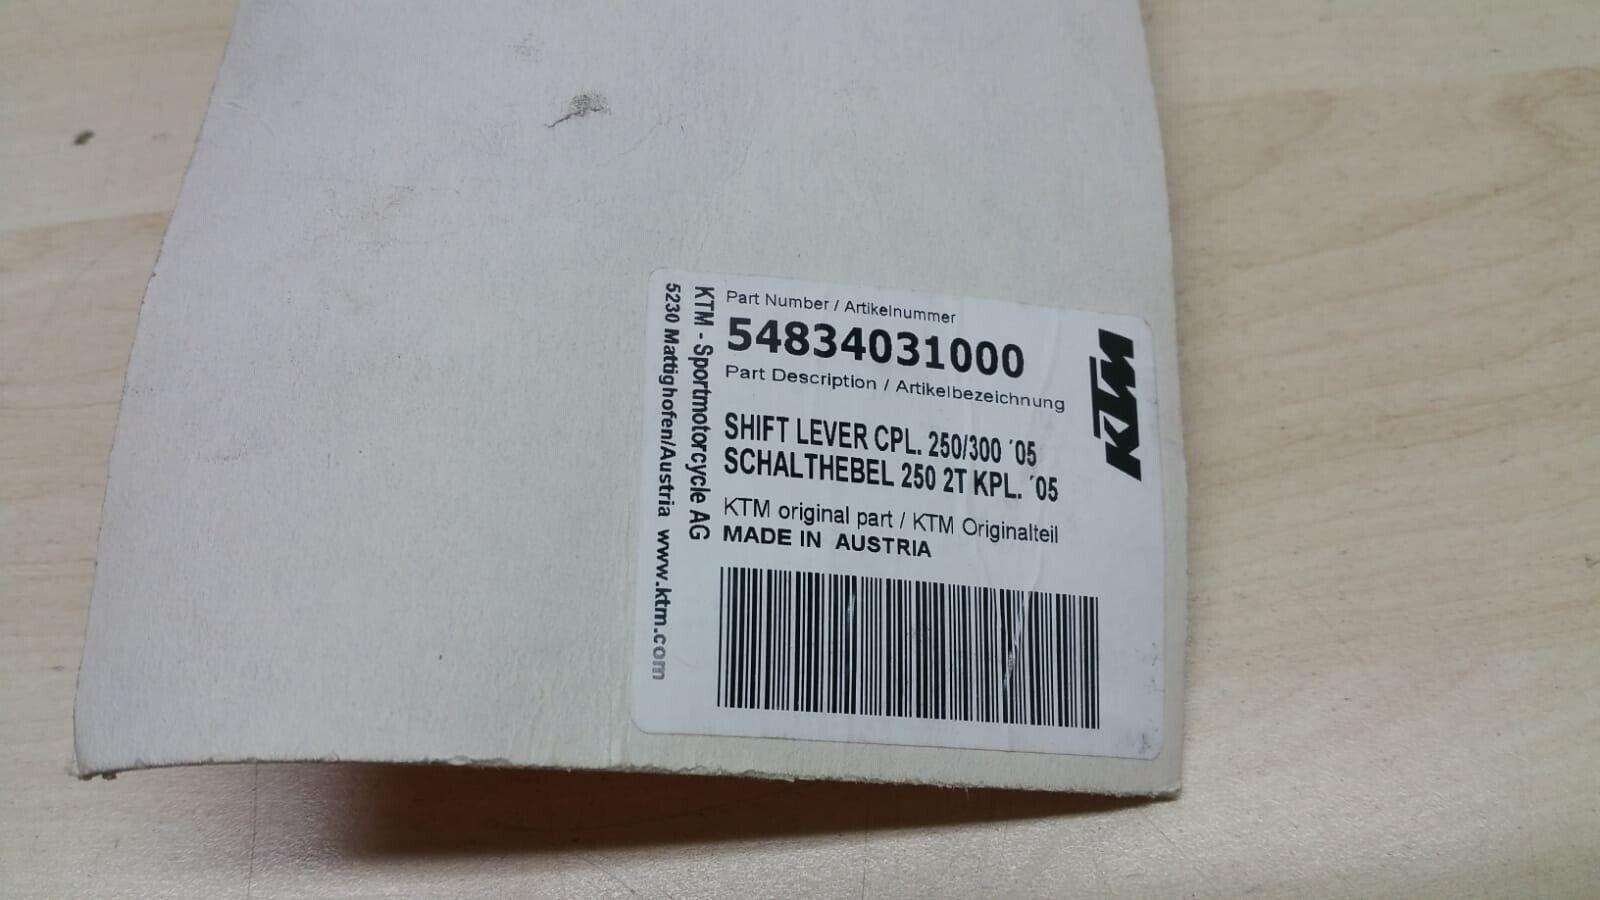 Part Number / Artikelnummer
54834031000
Part Description / Artikelbezeichnung
SHIFT LEVER CPL. 250/300 ´05
SCHALTHEBEL 250 2T KPL. ´05
KTM original part / KTM Originalteil
MADE IN AUSTRIA
KTM - Sportmotorcycle AG
5230 Mattighofen/Austria www.ktm.com
KTM